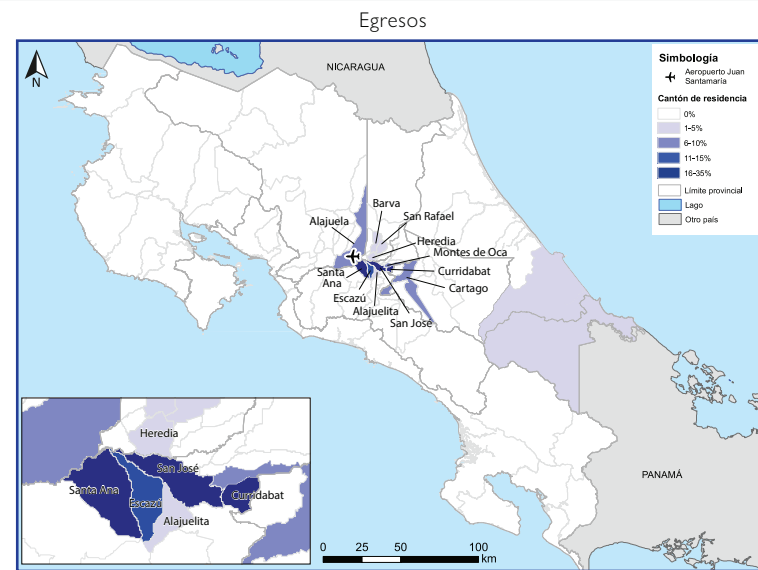 Egresos
N
NICARAGUA
Simbología
Aeropuerto Juan
Santamaría
Cantón de residencia
0%
1-5%
6-10%
11-15%
16-35%
Límite provincial
Lago
Otro país
Barva
San Rafael
Alajuela
Heredia
Montes de Oca
Santa
Ana
Curridabat
Cartago
Escazú
Alajuelita
San José
Heredia
San José
Santa Ana
Escazú
Curridabat
Alajuelita
PANAMÁ
0 25 50 100
km